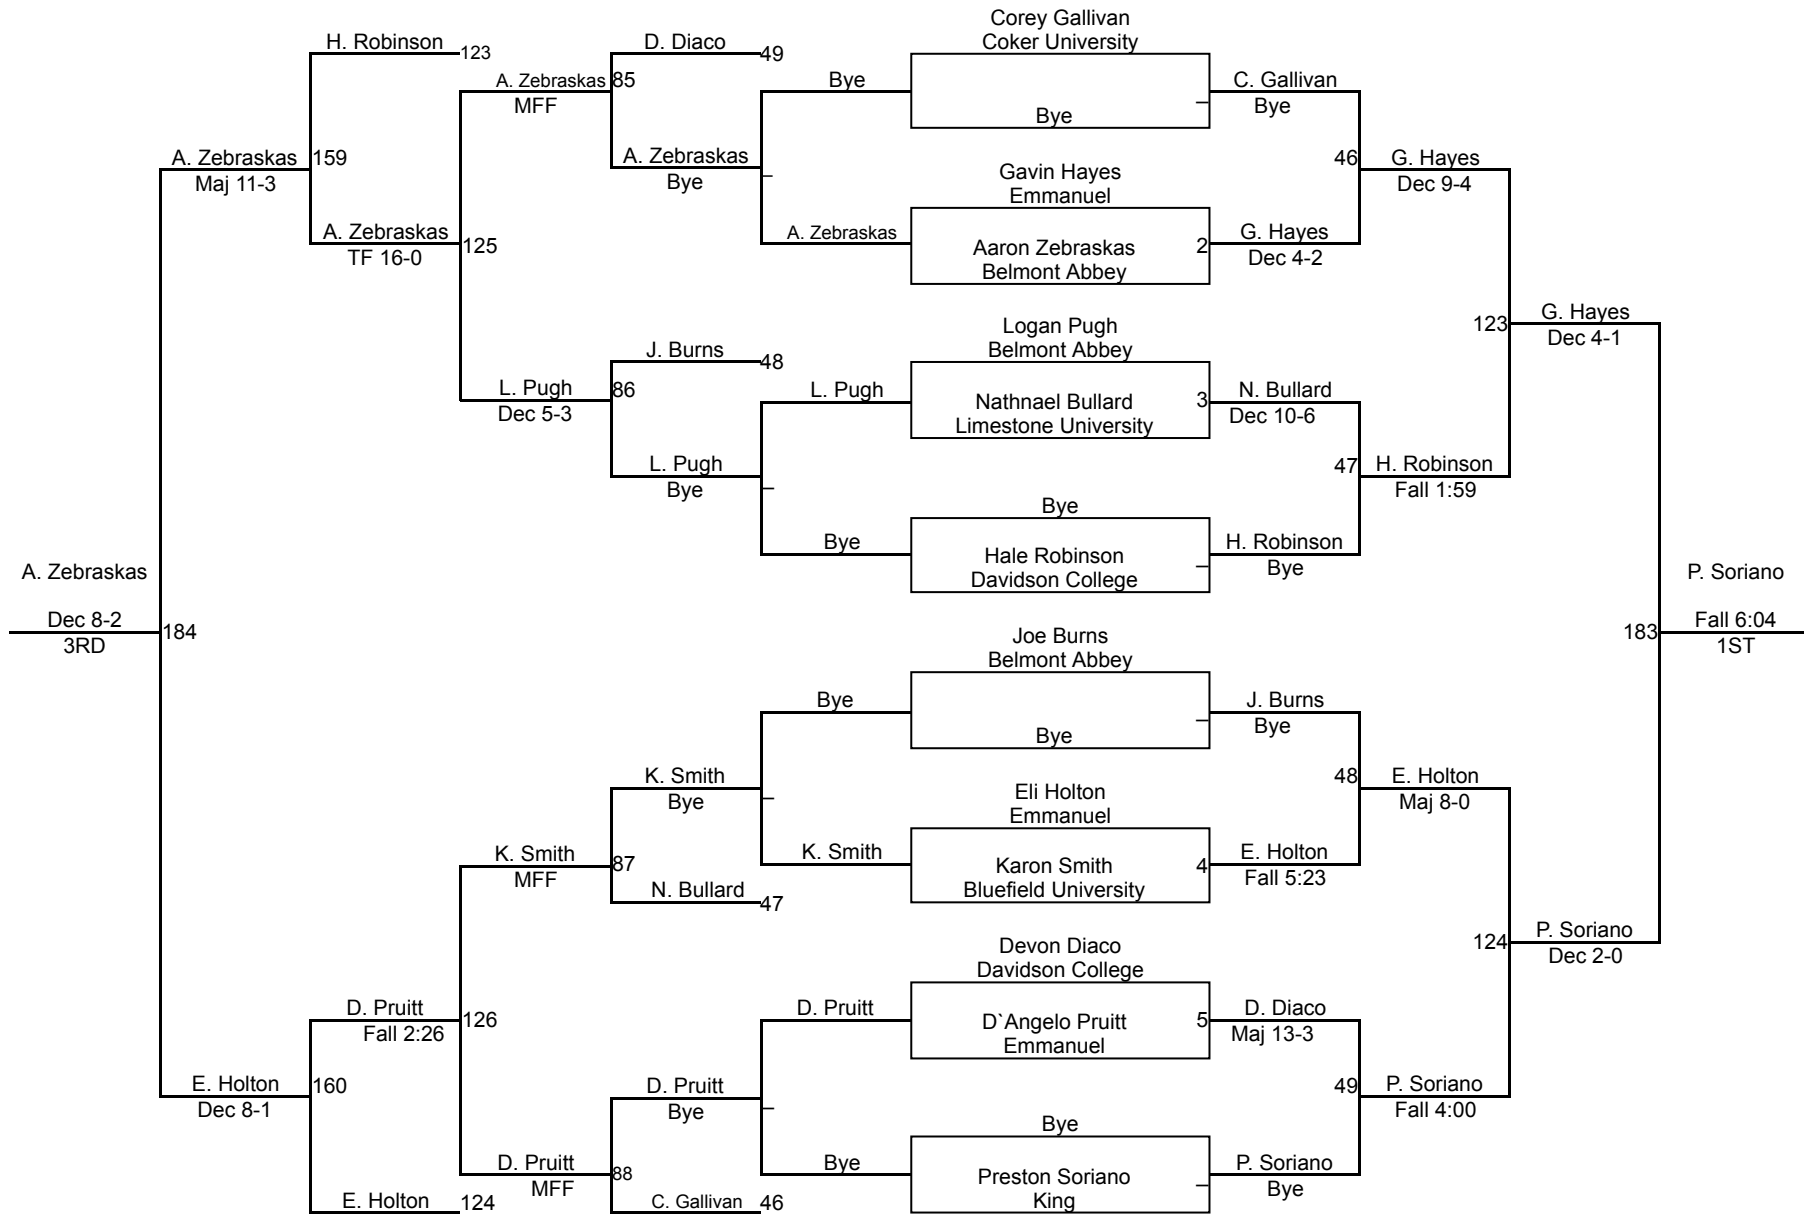 Corey Gallivan
Coker University
H. Robinson
123
D. Diaco
49
A. Zebraskas
85
MFF
Bye
C. Gallivan
Bye
Bye
A. Zebraskas
Bye
A. Zebraskas
159
Maj 11-3
Gavin Hayes
Emmanuel
46
G. Hayes
Dec 9-4
A. Zebraskas
TF 16-0
125
A. Zebraskas
Aaron Zebraskas
Belmont Abbey
2
G. Hayes
Dec 4-2
Logan Pugh
Belmont Abbey
123
G. Hayes
Dec 4-1
J. Burns
48
L. Pugh
Dec 5-3
86
L. Pugh
Nathnael Bullard
Limestone University
3
N. Bullard
Dec 10-6
L. Pugh
Bye
47
H. Robinson
Fall 1:59
Bye
Bye
Hale Robinson
Davidson College
H. Robinson
Bye
A. Zebraskas
Dec 8-2
3RD
184
P. Soriano
183
Fall 6:04
1ST
Joe Burns
Belmont Abbey
Bye
Bye
J. Burns
Bye
K. Smith
Bye
Eli Holton
Emmanuel
48
E. Holton
Maj 8-0
K. Smith
MFF
87
N. Bullard
47
K. Smith
Karon Smith
Bluefield University
4
E. Holton
Fall 5:23
Devon Diaco
Davidson College
124
P. Soriano
Dec 2-0
D. Pruitt
Fall 2:26
126
D. Pruitt
D`Angelo Pruitt
Emmanuel
5
D. Diaco
Maj 13-3
E. Holton
Dec 8-1
160
D. Pruitt
Bye
49
P. Soriano
Fall 4:00
Bye
D. Pruitt
MFF
88
Bye
Preston Soriano
King
P. Soriano
Bye
E. Holton
124
C. Gallivan
46